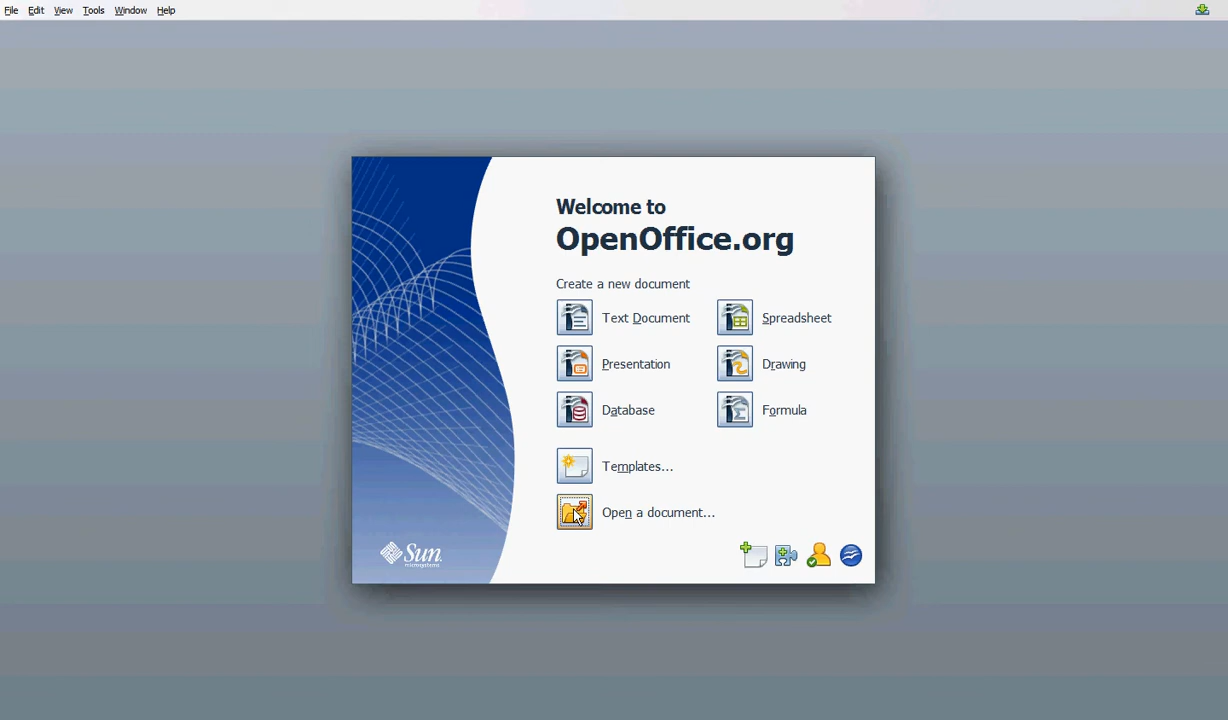 File Edit View Tools Window Help
Welcome to
OpenOffice.org
Create a new document
Text Document Spreadsheet
Presentation Drawing
Database Formula
Templates...
Open a document...
Sun
microsystems